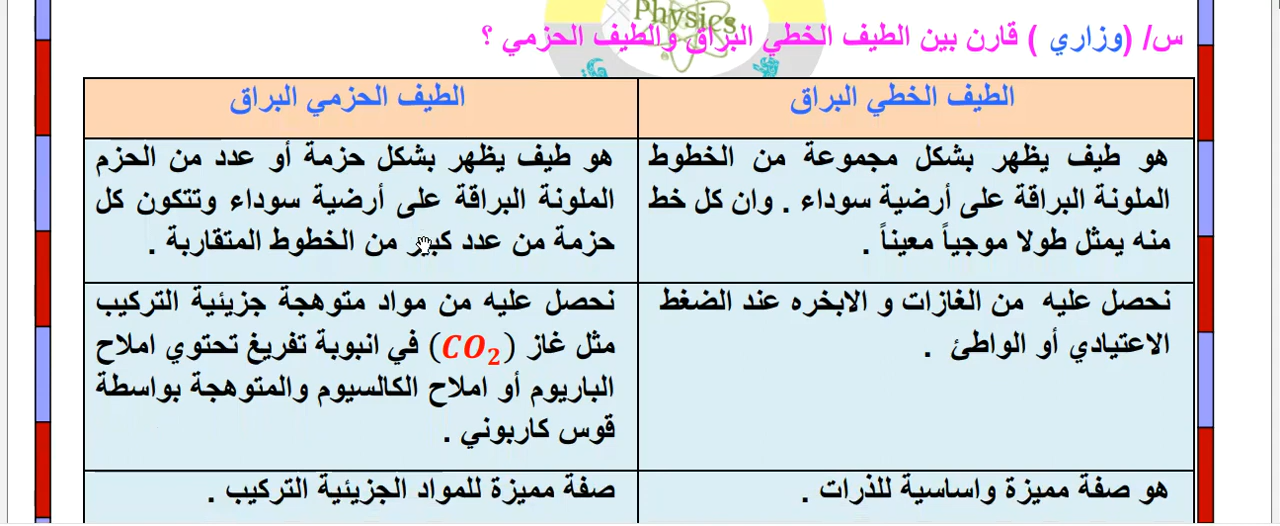 Physics
س/ (وزاري ) قارن بين الطيف الخطي البراق والطيف الحزمي ؟
الطيف الخطي البراق
الطيف الحزمي البراق
هو طيف يظهر بشكل مجموعة من الخطوط
الملونة البراقة على أرضية سوداء . وان كل خط
منه يمثل طولا موجياً معيناً .
هو طيف يظهر بشكل حزمة أو عدد من الحزم
الملونة البراقة على أرضية سوداء وتتكون كل
حزمة من عدد كبير من الخطوط المتقاربة .
نحصل عليه من الغازات و الابخره عند الضغط
الاعتيادي أو الواطئ .
نحصل عليه من مواد متوهجة جزيئية التركيب
مثل غاز (CO₂) في انبوبة تفريغ تحتوي املاح
الباريوم أو املاح الكالسيوم والمتوهجة بواسطة
قوس كاربوني .
هو صفة مميزة واساسية للذرات .
صفة مميزة للمواد الجزيئية التركيب .